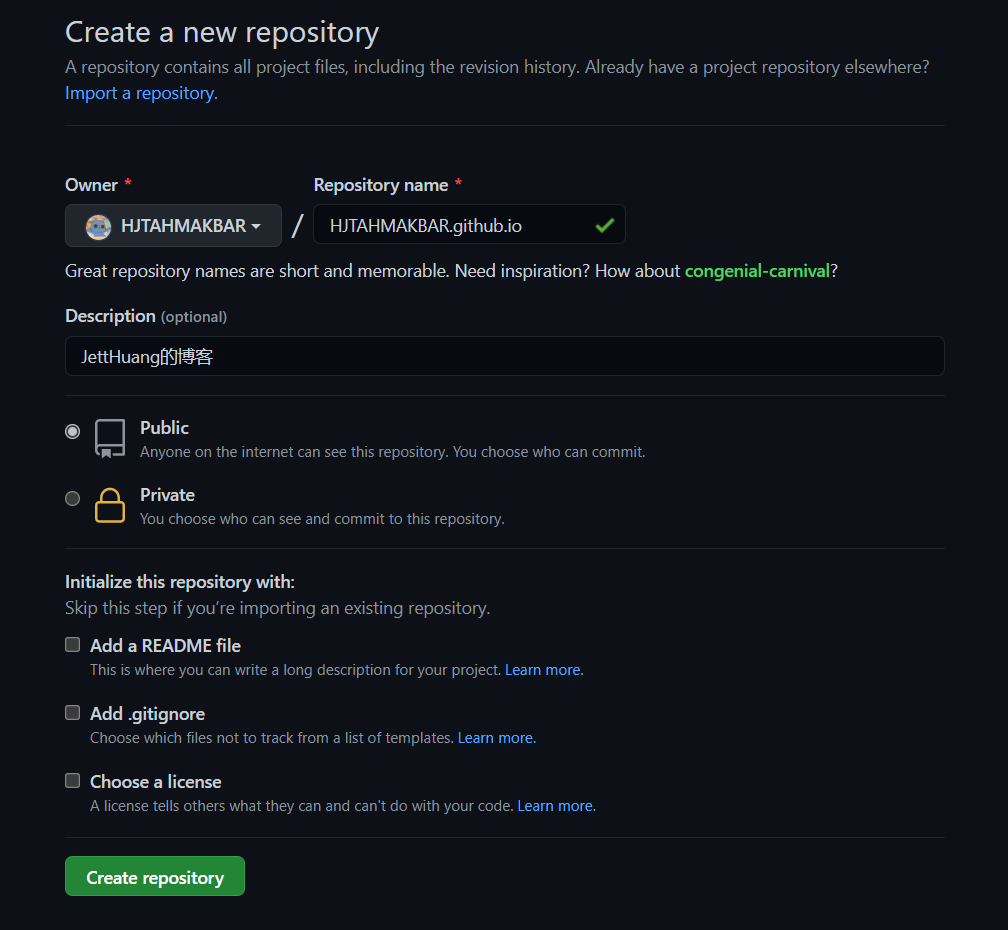 Create a new repository
A repository contains all project files, including the revision history. Already have a project repository elsewhere?
Import a repository.
Owner * Repository name *
HJTAHMAKBAR / HJTAHMAKBAR.github.io
Great repository names are short and memorable. Need inspiration? How about congenial-carnival?
Description (optional)
JettHuang的博客
Public
Anyone on the internet can see this repository. You choose who can commit.
Private
You choose who can see and commit to this repository.
Initialize this repository with:
Skip this step if you’re importing an existing repository.
Add a README file
This is where you can write a long description for your project. Learn more.
Add .gitignore
Choose which files not to track from a list of templates. Learn more.
Choose a license
A license tells others what they can and can't do with your code. Learn more.
Create repository